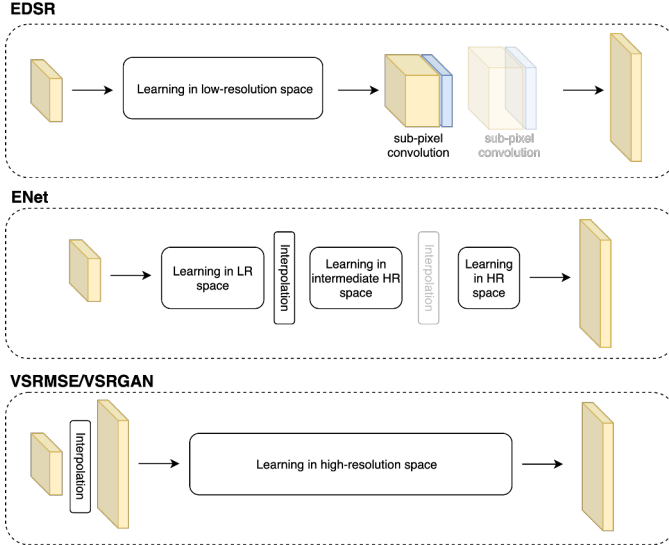 EDSR
Learning in low-resolution space
sub-pixel
convolution
sub-pixel
convolution
ENet
Learning in LR
space
Interpolation
Learning in
intermediate HR
space
Interpolation
Learning
in HR
space
VSRMSE/VSRGAN
Interpolation
Learning in high-resolution space